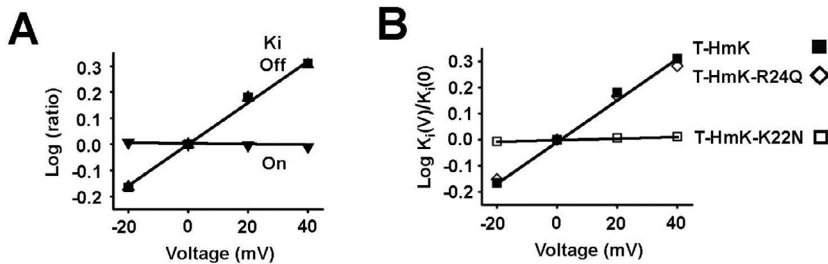 A
Log (ratio)
0.3
0.2
0.1
0.0
-0.1
-0.2
Ki
Off
On
-20
0
20
40
Voltage (mV)
B
Log Ki(V)/Ki(0)
0.3
0.2
0.1
0.0
-0.1
-0.2
T-HmK
T-HmK-R24Q
T-HmK-K22N
-20
0
20
40
Voltage (mV)